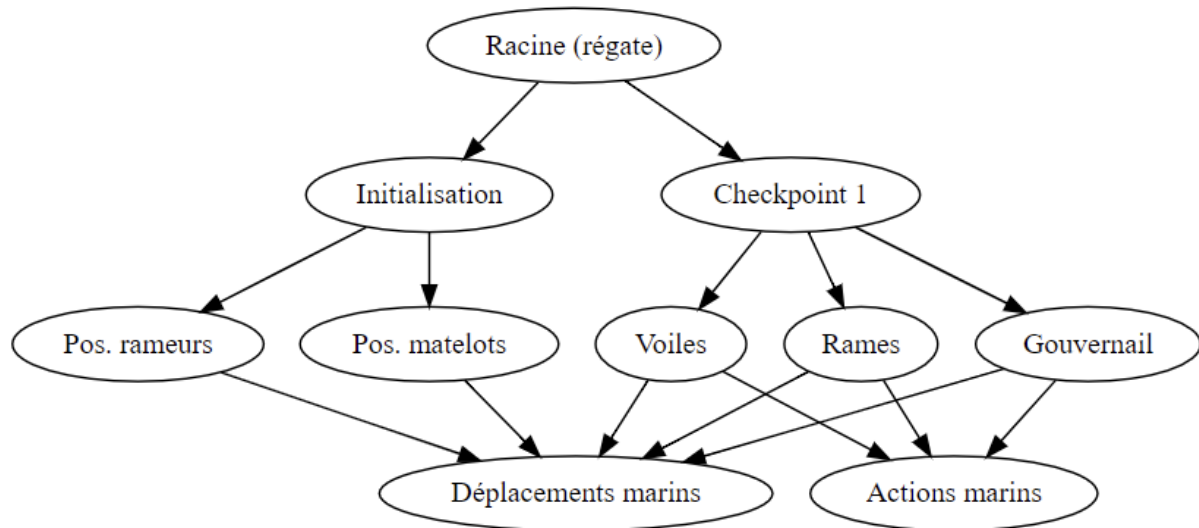 Racine (régate)
Initialisation
Checkpoint 1
Pos. rameurs
Pos. matelots
Voiles
Rames
Gouvernail
Déplacements marins
Actions marins